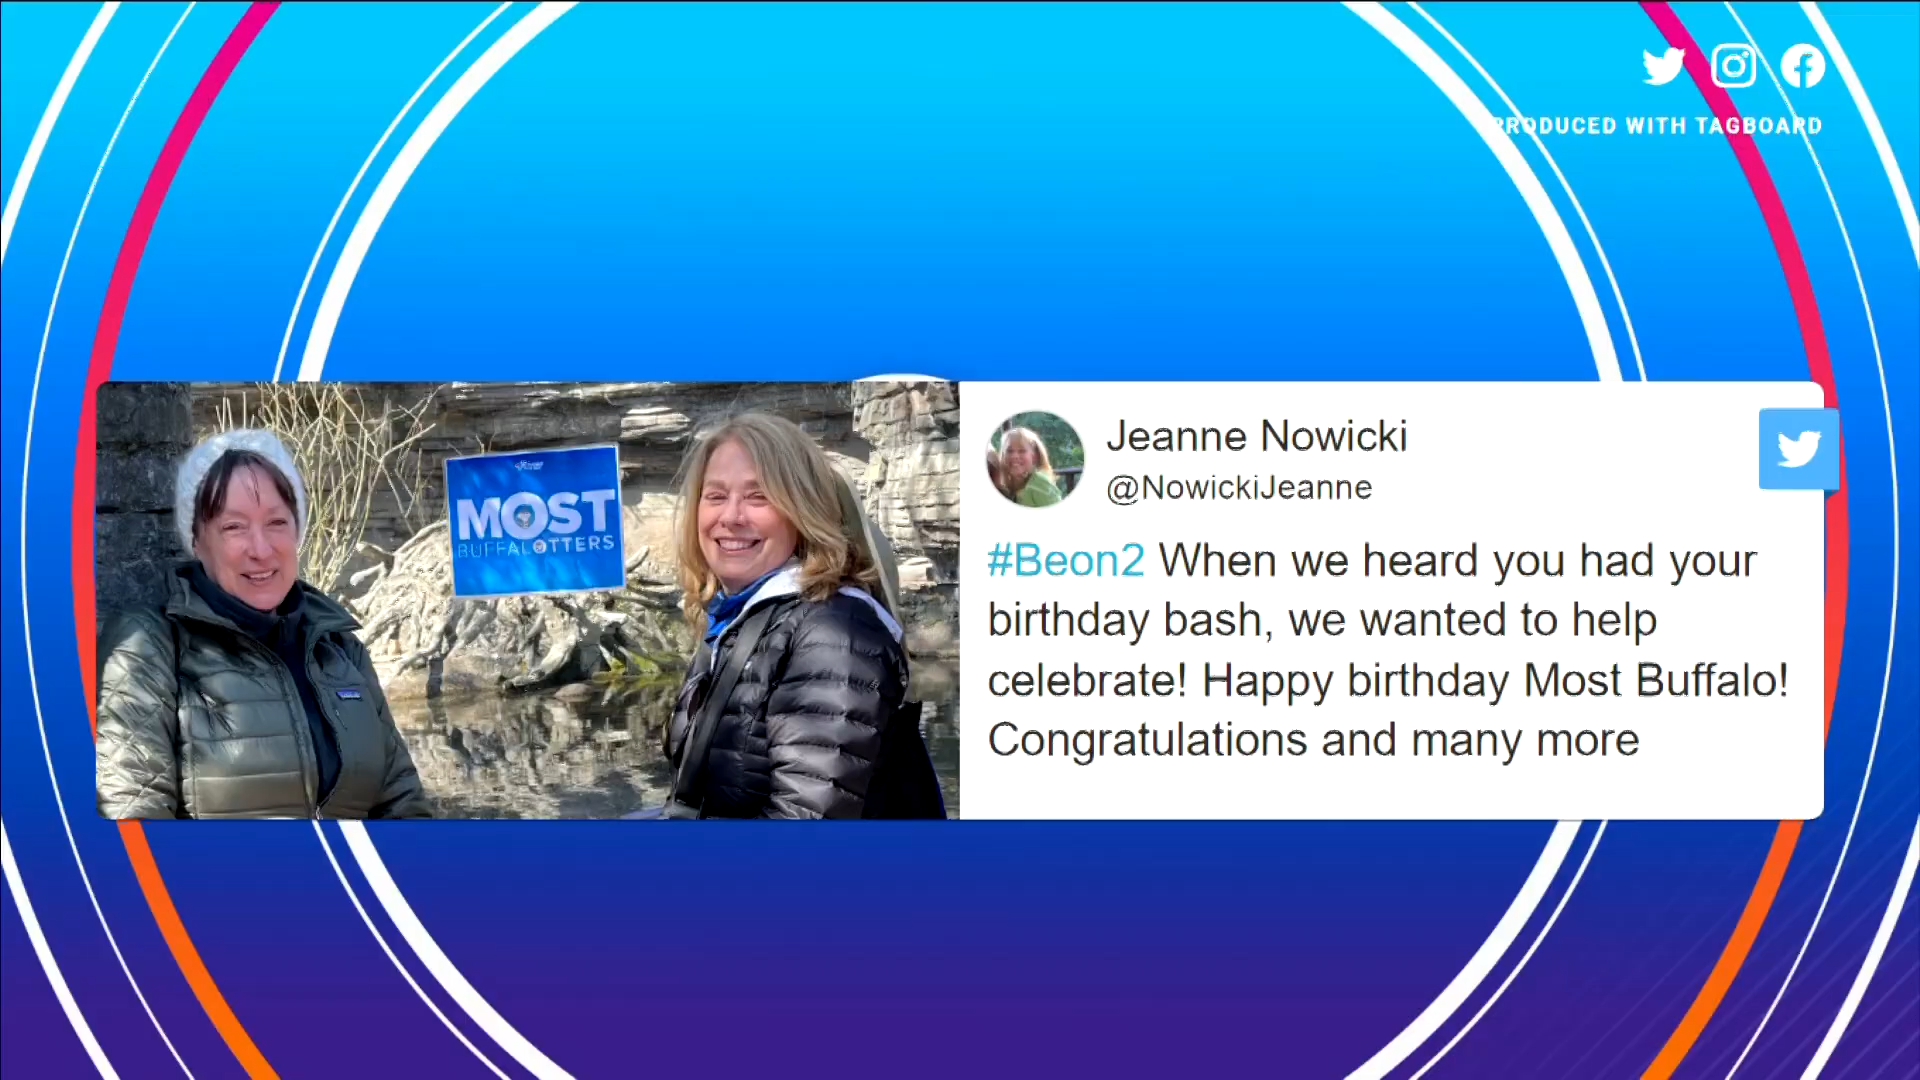 PRODUCED WITH TAGBOARD
MOST
BUFFALOTTERS
Jeanne Nowicki
@NowickiJeanne
#Beon2 When we heard you had your
birthday bash, we wanted to help
celebrate! Happy birthday Most Buffalo!
Congratulations and many more